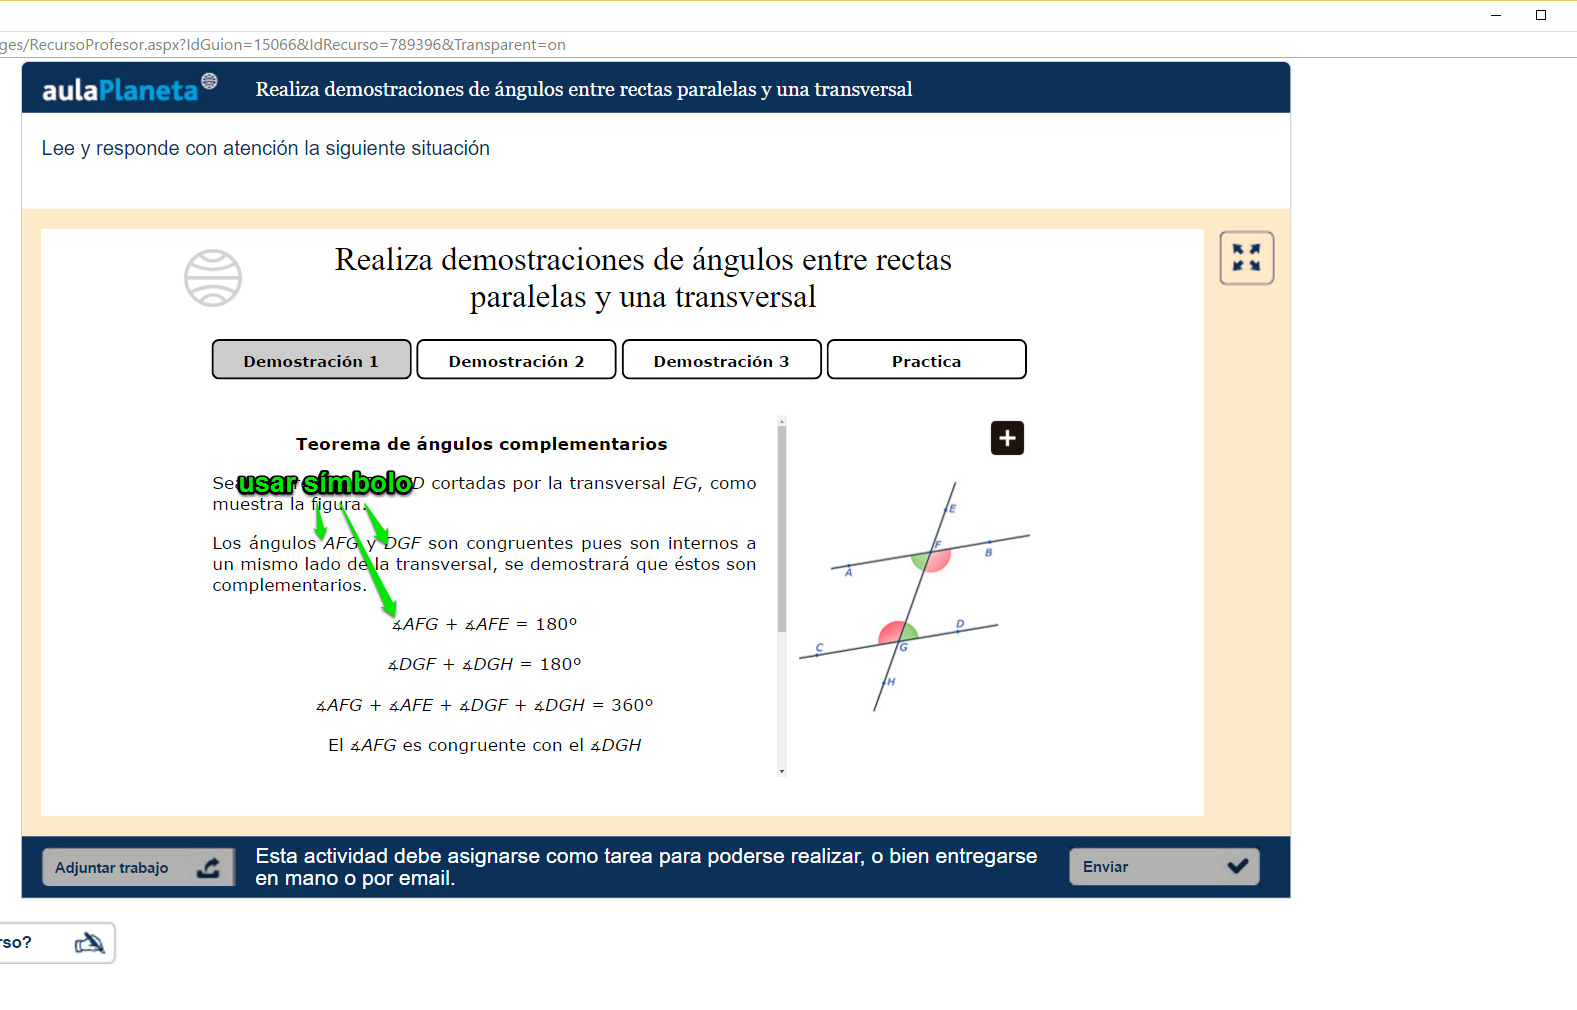 ges/RecursoProfesor.aspx?IdGuion=15066&IdRecurso=789396&Transparent=on
aulaPlaneta
Realiza demostraciones de ángulos entre rectas paralelas y una transversal
Lee y responde con atención la siguiente situación
Realiza demostraciones de ángulos entre rectas
paralelas y una transversal
Demostración 1
Demostración 2
Demostración 3
Practica
Teorema de ángulos complementarios
usar símbolo
D cortadas por la transversal EG, como
muestra la figura.
Los ángulos AFG y DGF son congruentes pues son internos a
un mismo lado de la transversal, se demostrará que éstos son
complementarios.
∡AFG + ∡AFE = 180º
∡DGF + ∡DGH = 180º
∡AFG + ∡AFE + ∡DGF + ∡DGH = 360º
El ∡AFG es congruente con el ∡DGH
E
F
B
A
D
C
G
H
Adjuntar trabajo
Esta actividad debe asignarse como tarea para poderse realizar, o bien entregarse
en mano o por email.
Enviar
rso?